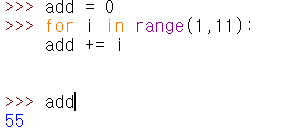 >>> add = 0
>>> for i in range(1,11):
    add += i
>>> add
55